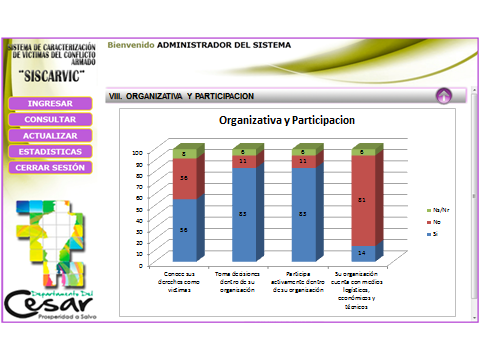 SISTEMA DE CARACTERIZACIÓN
DE VÍCTIMAS DEL CONFLICTO
ARMADO
"SISCARVIC"
Bienvenido ADMINISTRADOR DEL SISTEMA
INGRESAR
CONSULTAR
ACTUALIZAR
ESTADISTICAS
CERRAR SESIÓN
VIII. ORGANIZATIVA Y PARTICIPACION
Organizativa y Participacion
100
90
80
70
60
50
40
30
20
10
0
8 6 6 6
36 11 11 81
56 83 83 14
Ns/Nr
No
Si
Conoce sus
derechos como
victimas
Toma decisiones
dentro de su
organización
Participa
activamente dentro
de su organización
Su organización
cuenta con medios
logísticos,
económicos y
técnicos
Departamento Del
Cesar
Prosperidad a Salvo